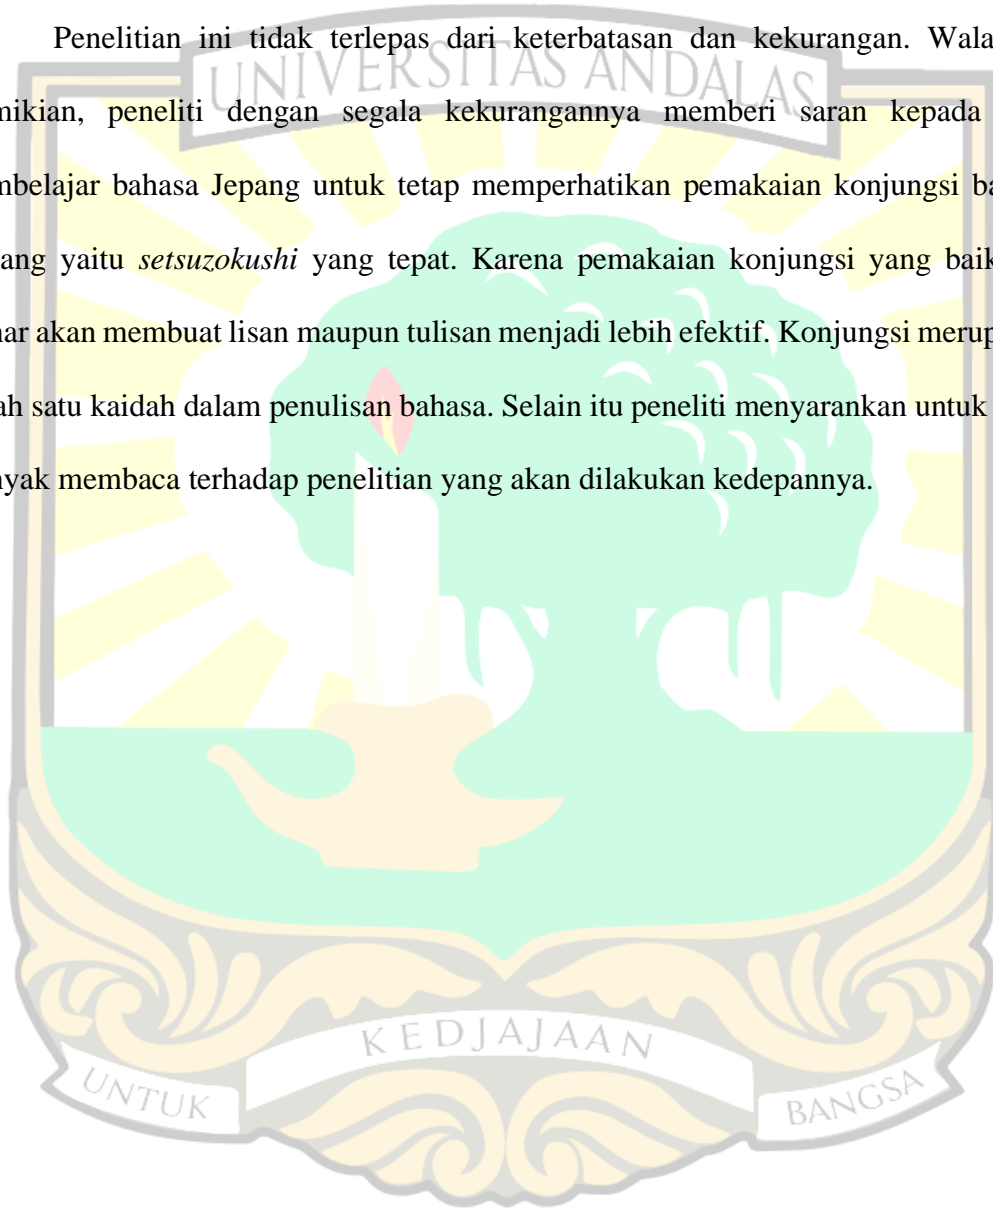 Penelitian ini tidak terlepas dari keterbatasan dan kekurangan. Wala
UNIVERSITAS ANDALAS
mikian, peneliti dengan segala kekurangannya memberi saran kepada
mbelajar bahasa Jepang untuk tetap memperhatikan pemakaian konjungsi ba
ang yaitu setsuzokushi yang tepat. Karena pemakaian konjungsi yang baik
nar akan membuat lisan maupun tulisan menjadi lebih efektif. Konjungsi merup
ah satu kaidah dalam penulisan bahasa. Selain itu peneliti menyarankan untuk
nyak membaca terhadap penelitian yang akan dilakukan kedepannya.
KEDJAJAAN
UNTUK BANGSA